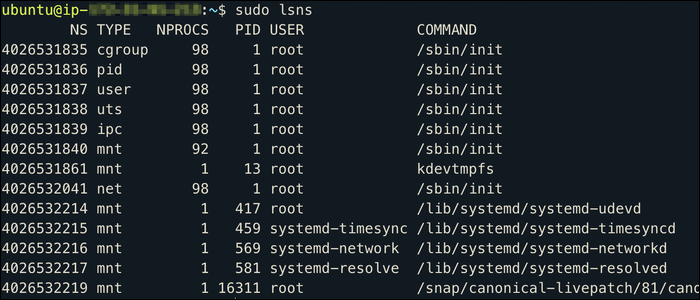 ubuntu@ip-:~$ sudo lsns
NS TYPE NPROCS PID USER COMMAND
4026531835 cgroup 98 1 root /sbin/init
4026531836 pid 98 1 root /sbin/init
4026531837 user 98 1 root /sbin/init
4026531838 uts 98 1 root /sbin/init
4026531839 ipc 98 1 root /sbin/init
4026531840 mnt 92 1 root /sbin/init
4026531861 mnt 1 13 root kdevtmpfs
4026532041 net 98 1 root /sbin/init
4026532214 mnt 1 417 root /lib/systemd/systemd-udevd
4026532215 mnt 1 459 systemd-timesync /lib/systemd/systemd-timesyncd
4026532216 mnt 1 569 systemd-network /lib/systemd/systemd-networkd
4026532217 mnt 1 581 systemd-resolve /lib/systemd/systemd-resolved
4026532219 mnt 1 16311 root /snap/canonical-livepatch/81/cano